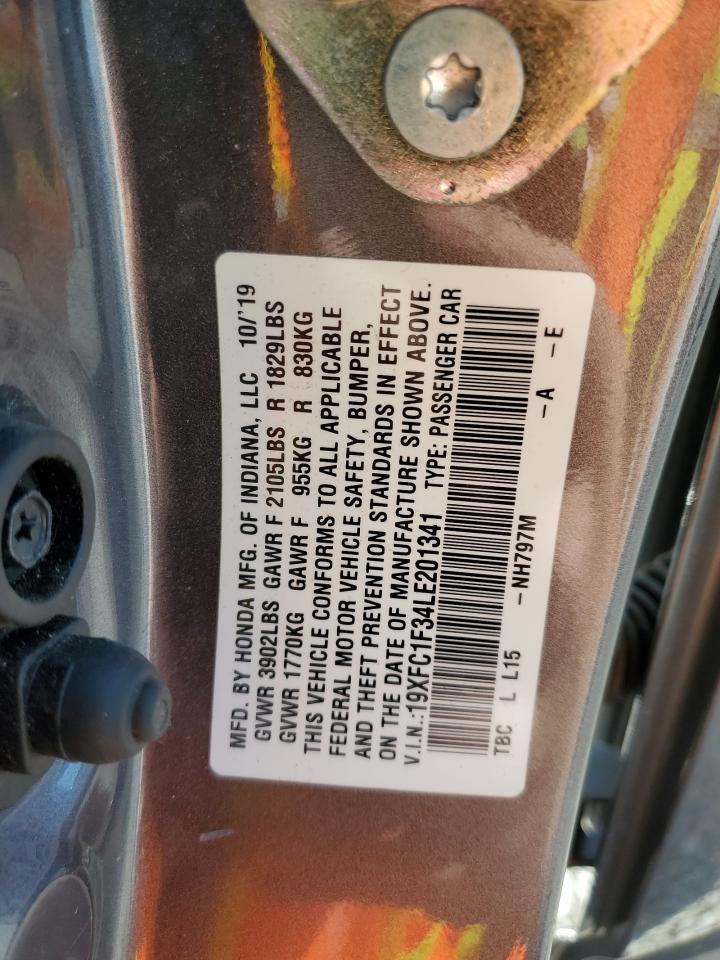 MFD. BY HONDA MFG. OF INDIANA, LLC 10/'19
GVWR 3902LBS GAWR F 2105LBS R 1829LBS
GVWR 1770KG GAWR F 955KG R 830KG
THIS VEHICLE CONFORMS TO ALL APPLICABLE
FEDERAL MOTOR VEHICLE SAFETY, BUMPER,
AND THEFT PREVENTION STANDARDS IN EFFECT
ON THE DATE OF MANUFACTURE SHOWN ABOVE.
V.I.N.:19XFC1F34LE201341 TYPE: PASSENGER CAR
TBC L L15 -NH797M -A -E